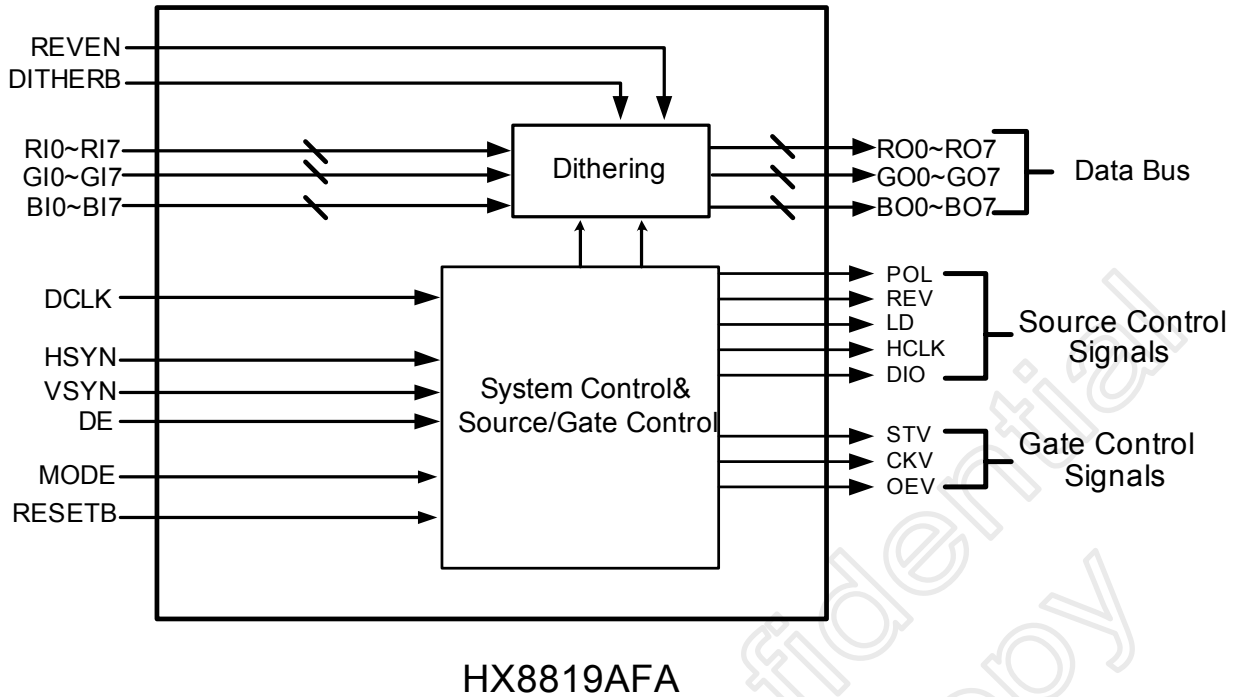 REVEN
DITHERB
RI0~RI7
GI0~GI7
BI0~BI7
Dithering
RO0~RO7
GO0~GO7
BO0~BO7
Data Bus
DCLK
HSYN
VSYN
DE
MODE
RESETB
System Control&
Source/Gate Control
POL
REV
LD
HCLK
DIO
Source Control
Signals
STV
CKV
OEV
Gate Control
Signals
HX8819AFA